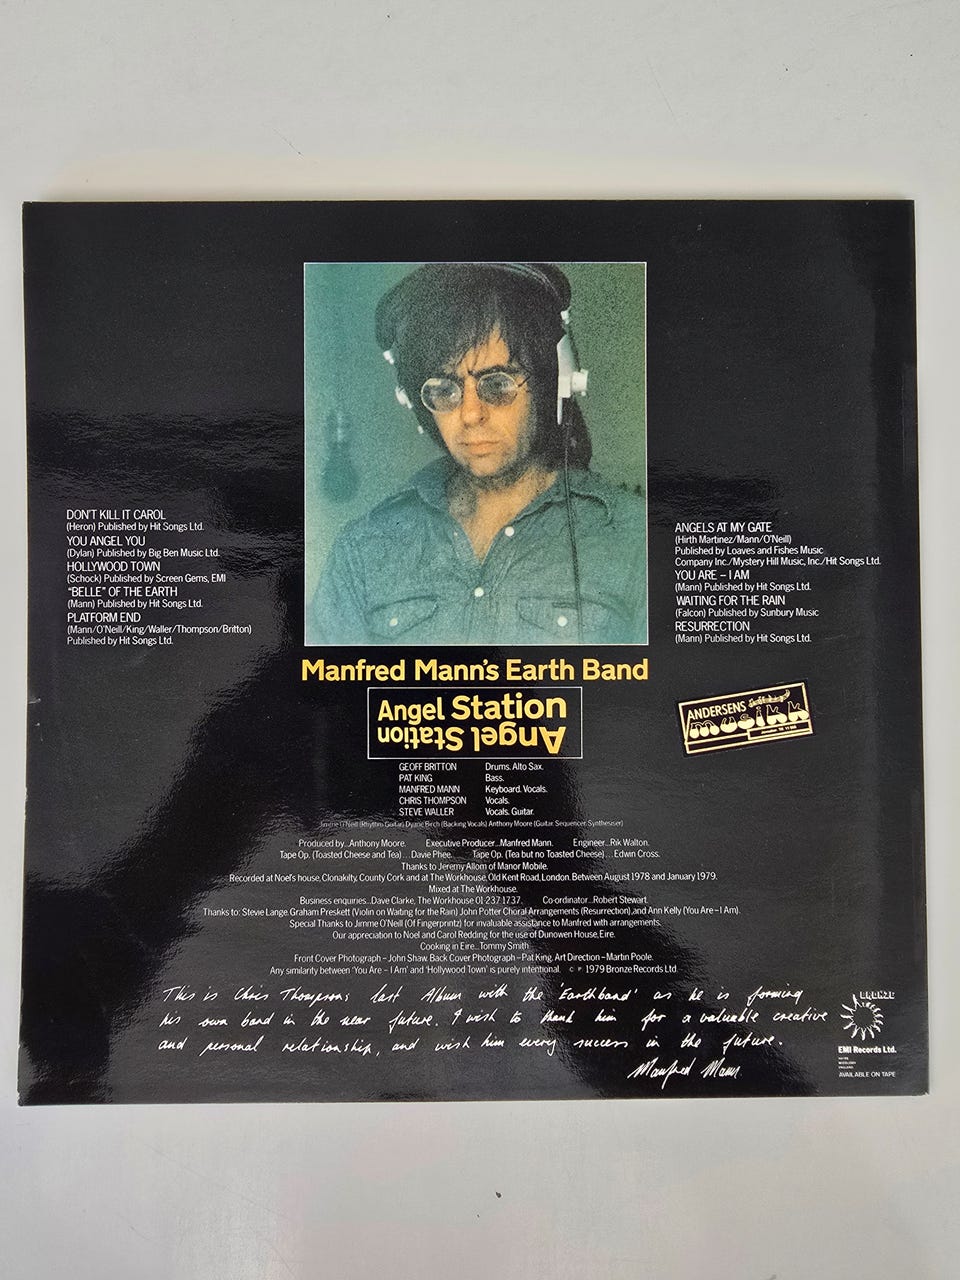 DON'T KILL IT CAROL
(Heron) Published by Hit Songs Ltd.
YOU ANGEL YOU
(Dylan) Published by Big Ben Music Ltd.
HOLLYWOOD TOWN
(Schock) Published by Screen Gems, EMI
"BELLE" OF THE EARTH
(Mann) Published by Hit Songs Ltd.
PLATFORM END
(Mann/O'Neill/King/Waller/Thompson/Britton)
Published by Hit Songs Ltd.
ANGELS AT MY GATE
(Hirth Martinez/Mann/O'Neill)
Published by Loaves and Fishes Music
Company Inc./Mystery Hill Music, Inc./Hit Songs Ltd.
YOU ARE – I AM
(Mann) Published by Hit Songs Ltd.
WAITING FOR THE RAIN
(Falcon) Published by Sunbury Music
RESURRECTION
(Mann) Published by Hit Songs Ltd.
Manfred Mann's Earth Band
Angel Station
Angel Station
ANDERSENS
musikk
GEOFF BRITTON Drums. Alto Sax.
PAT KING Bass.
MANFRED MANN Keyboard. Vocals.
CHRIS THOMPSON Vocals.
STEVE WALLER Vocals. Guitar.
Jimme O'Neill (Rhythm Guitar) Dyane Birch (Backing Vocals) Anthony Moore (Guitar. Sequencer. Synthesiser)
Produced by...Anthony Moore. Executive Producer...Manfred Mann. Engineer...Rik Walton.
Tape Op. (Toasted Cheese and Tea)... Davie Phee. Tape Op. (Tea but no Toasted Cheese)... Edwin Cross.
Thanks to Jeremy Allom of Manor Mobile.
Recorded at Noel's house, Clonakilty, County Cork and at The Workhouse, Old Kent Road, London. Between August 1978 and January 1979.
Mixed at The Workhouse.
Business enquiries...Dave Clarke, The Workhouse 01-237 1737. Co-ordinator...Robert Stewart.
Thanks to: Stevie Lange. Graham Preskett (Violin on Waiting for the Rain) John Potter Choral Arrangements (Resurrection), and Ann Kelly (You Are – I Am).
Special Thanks to Jimme O'Neill (Of Fingerprintz) for invaluable assistance to Manfred with arrangements.
Our appreciation to Noel and Carol Redding for the use of Dunowen House, Eire.
Cooking in Eire...Tommy Smith
Front Cover Photograph – John Shaw. Back Cover Photograph – Pat King. Art Direction – Martin Poole.
Any similarity between 'You Are – I Am' and 'Hollywood Town' is purely intentional. © ℗ 1979 Bronze Records Ltd.
This is Chris Thompsons last Album with the 'Earthband' as he is forming
his own band in the near future. I wish to thank him for a valuable creative
and personal relationship, and wish him every success in the future.
Manfred Mann
BRONZE
EMI Records Ltd.
HAYES
MIDDLESEX
ENGLAND
AVAILABLE ON TAPE